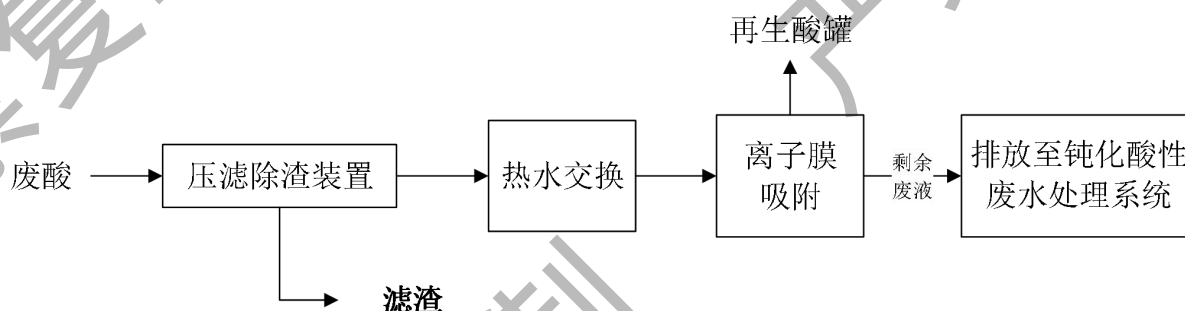 再生酸罐
废酸
压滤除渣装置
热水交换
离子膜
吸附
剩余
废液
排放至钝化酸性
废水处理系统
滤渣